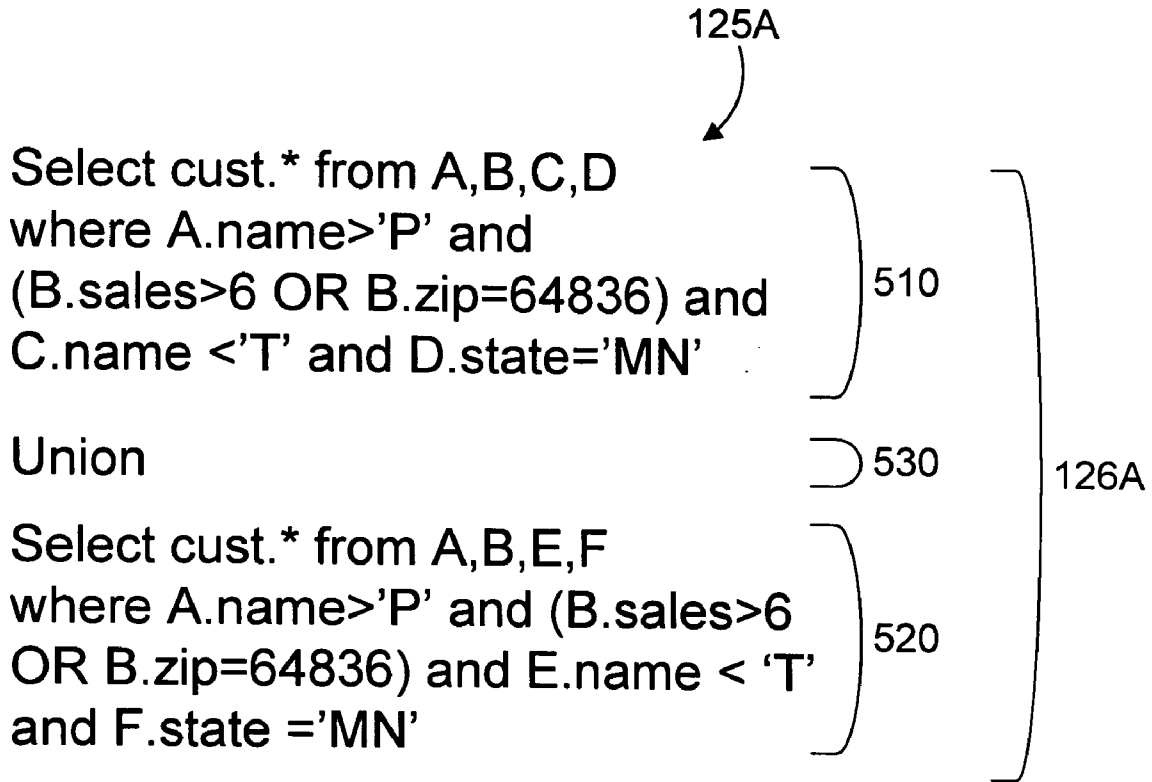 125A
Select cust.* from A,B,C,D
where A.name>'P' and
(B.sales>6 OR B.zip=64836) and
C.name <'T' and D.state='MN'
510
Union
530
126A
Select cust.* from A,B,E,F
where A.name>'P' and (B.sales>6
OR B.zip=64836) and E.name < 'T'
and F.state ='MN'
520